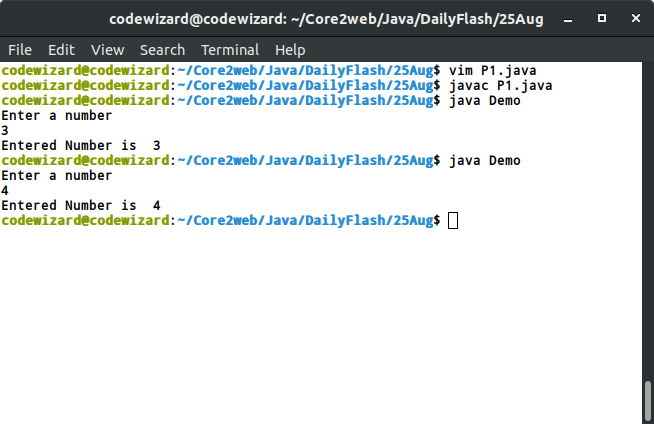 codewizard@codewizard: ~/Core2web/Java/DailyFlash/25Aug
File Edit View Search Terminal Help
codewizard@codewizard:~/Core2web/Java/DailyFlash/25Aug$ vim P1.java
codewizard@codewizard:~/Core2web/Java/DailyFlash/25Aug$ javac P1.java
codewizard@codewizard:~/Core2web/Java/DailyFlash/25Aug$ java Demo
Enter a number
3
Entered Number is  3
codewizard@codewizard:~/Core2web/Java/DailyFlash/25Aug$ java Demo
Enter a number
4
Entered Number is  4
codewizard@codewizard:~/Core2web/Java/DailyFlash/25Aug$